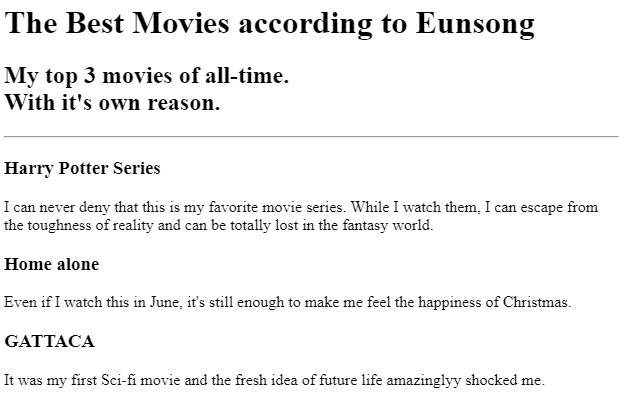 The Best Movies according to Eunsong
My top 3 movies of all-time.
With it's own reason.
Harry Potter Series
I can never deny that this is my favorite movie series. While I watch them, I can escape from
the toughness of reality and can be totally lost in the fantasy world.
Home alone
Even if I watch this in June, it's still enough to make me feel the happiness of Christmas.
GATTACA
It was my first Sci-fi movie and the fresh idea of future life amazinglyy shocked me.